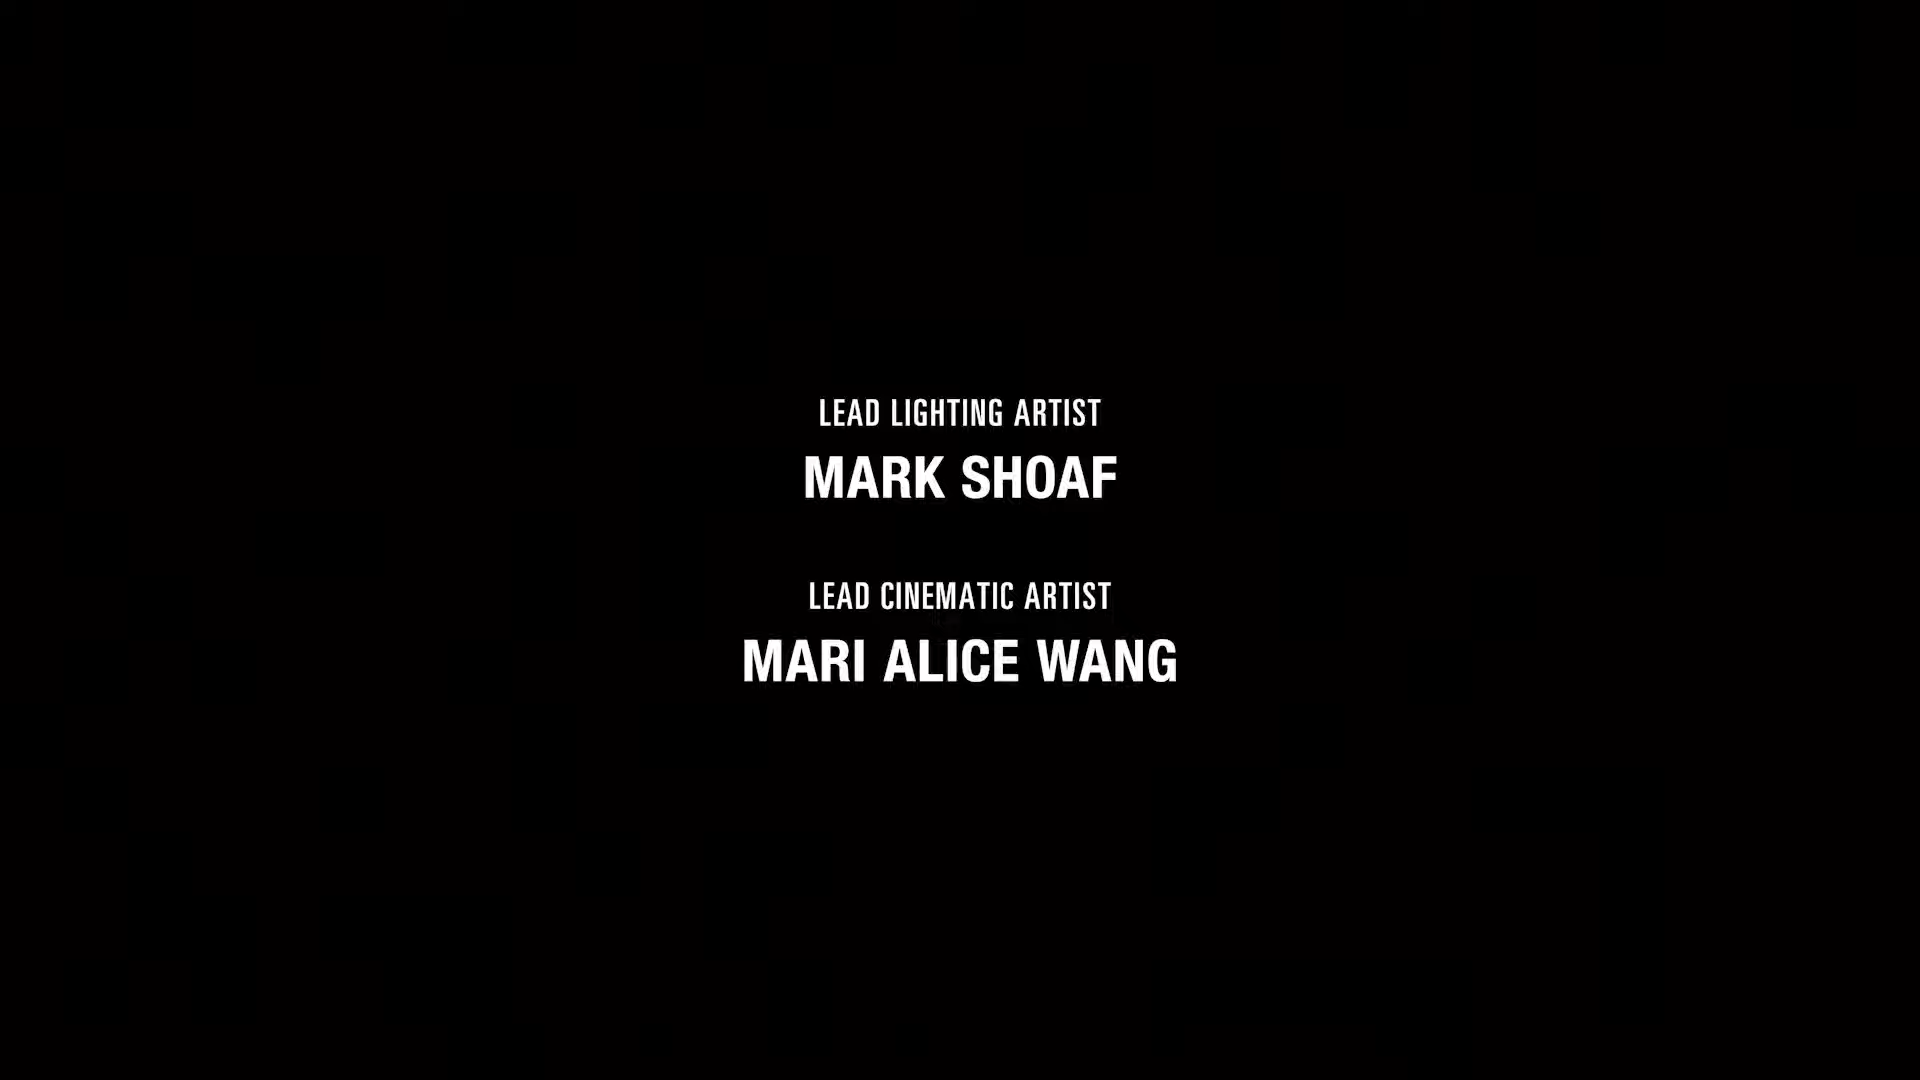 LEAD LIGHTING ARTIST
MARK SHOAF
LEAD CINEMATIC ARTIST
MARI ALICE WANG